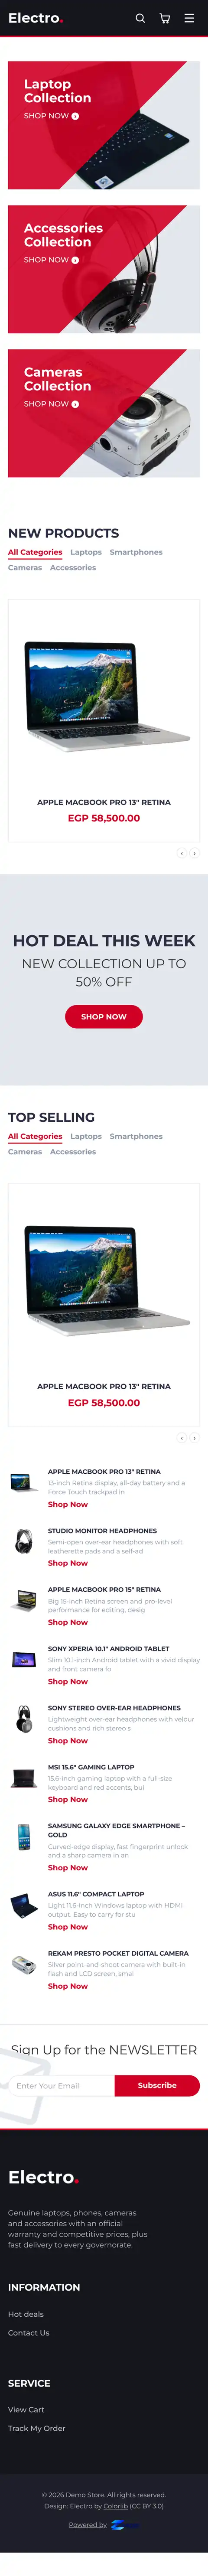 Electro.
Laptop
Collection
SHOP NOW
Accessories
Collection
SHOP NOW
Cameras
Collection
SHOP NOW
NEW PRODUCTS
All Categories Laptops Smartphones
Cameras Accessories
APPLE MACBOOK PRO 13" RETINA
EGP 58,500.00
HOT DEAL THIS WEEK
NEW COLLECTION UP TO
50% OFF
SHOP NOW
TOP SELLING
All Categories Laptops Smartphones
Cameras Accessories
APPLE MACBOOK PRO 13" RETINA
EGP 58,500.00
APPLE MACBOOK PRO 13" RETINA
13-inch Retina display, all-day battery and a
Force Touch trackpad in
Shop Now
STUDIO MONITOR HEADPHONES
Semi-open over-ear headphones with soft
leatherette pads and a self-ad
Shop Now
APPLE MACBOOK PRO 15" RETINA
Big 15-inch Retina screen and pro-level
performance for editing, desig
Shop Now
SONY XPERIA 10.1" ANDROID TABLET
Slim 10.1-inch Android tablet with a vivid display
and front camera fo
Shop Now
SONY STEREO OVER-EAR HEADPHONES
Lightweight over-ear headphones with velour
cushions and rich stereo s
Shop Now
MSI 15.6" GAMING LAPTOP
15.6-inch gaming laptop with a full-size
keyboard and red accents, bui
Shop Now
SAMSUNG GALAXY EDGE SMARTPHONE –
GOLD
Curved-edge display, fast fingerprint unlock
and a sharp camera in an
Shop Now
ASUS 11.6" COMPACT LAPTOP
Light 11.6-inch Windows laptop with HDMI
output. Easy to carry for stu
Shop Now
REKAM PRESTO POCKET DIGITAL CAMERA
Silver point-and-shoot camera with built-in
flash and LCD screen, smal
Shop Now
Sign Up for the NEWSLETTER
Enter Your Email
Subscribe
Electro.
Genuine laptops, phones, cameras
and accessories with an official
warranty and competitive prices, plus
fast delivery to every governorate.
INFORMATION
Hot deals
Contact Us
SERVICE
View Cart
Track My Order
© 2026 Demo Store. All rights reserved.
Design: Electro by Colorlib (CC BY 3.0)
Powered by